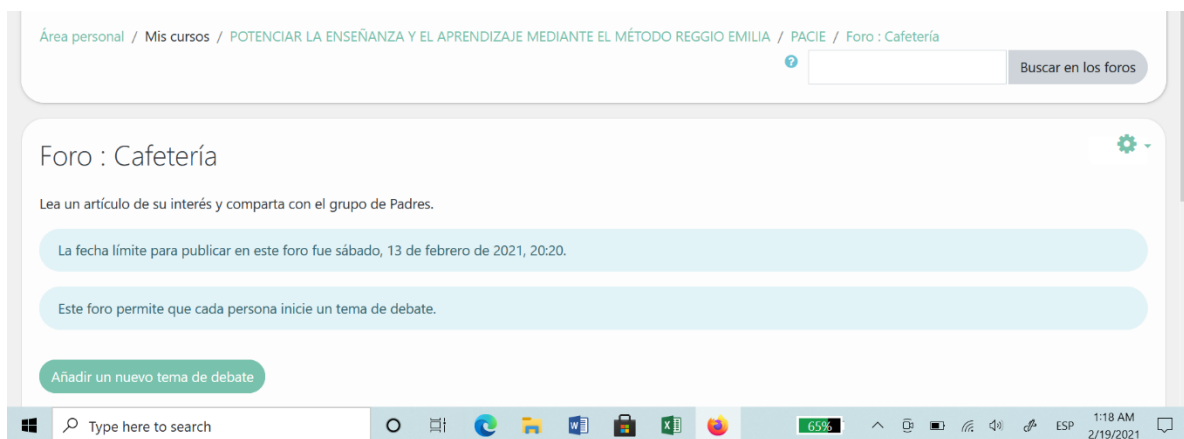 Área personal / Mis cursos / POTENCIAR LA ENSEÑANZA Y EL APRENDIZAJE MEDIANTE EL MÉTODO REGGIO EMILIA / PACIE / Foro : Cafetería
Buscar en los foros
Foro : Cafetería
Lea un artículo de su interés y comparta con el grupo de Padres.
La fecha límite para publicar en este foro fue sábado, 13 de febrero de 2021, 20:20.
Este foro permite que cada persona inicie un tema de debate.
Añadir un nuevo tema de debate
Type here to search
65%
ESP
1:18 AM
2/19/2021